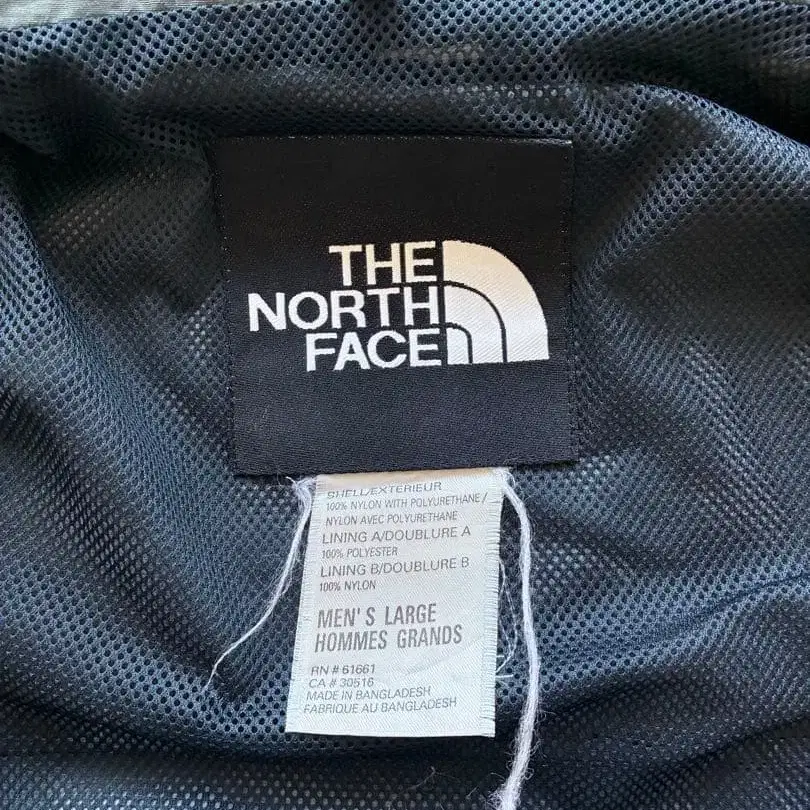 THE
NORTH
FACE
SHELL/EXTERIEUR
100% NYLON WITH POLYURETHANE/
NYLON AVEC POLYURETHANE
LINING A/DOUBLURE A
100% POLYESTER
LINING B/DOUBLURE B
100% NYLON
MEN'S LARGE
HOMMES GRANDS
RN # 61661
CA # 30516
MADE IN BANGLADESH
FABRIQUE AU BANGLADESH